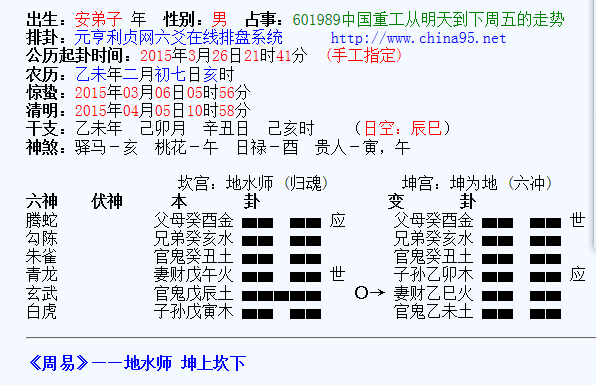 出生：安弟子 年 性别：男 占事：601989中国重工从明天到下周五的走势
排卦：元亨利贞网六爻在线排盘系统 http://www.china95.net
公历起卦时间：2015年3月26日21时41分 (手工指定)
农历：乙未年二月初七日亥时
惊蛰：2015年03月06日05时56分
清明：2015年04月05日10时58分
干支：乙未年 己卯月 辛丑日 己亥时 （日空：辰巳）
神煞：驿马－亥 桃花－午 日禄－酉 贵人－寅，午
坎宫：地水师 (归魂) 坤宫：坤为地 (六冲)
六神 伏神 本 卦 变 卦
腾蛇 父母癸酉金 应 父母癸酉金 世
勾陈 兄弟癸亥水 兄弟癸亥水
朱雀 官鬼癸丑土 官鬼癸丑土
青龙 妻财戊午火 世 子孙乙卯木 应
玄武 官鬼戊辰土 O→ 妻财乙巳火
白虎 子孙戊寅木 官鬼乙未土
《周易》——地水师 坤上坎下